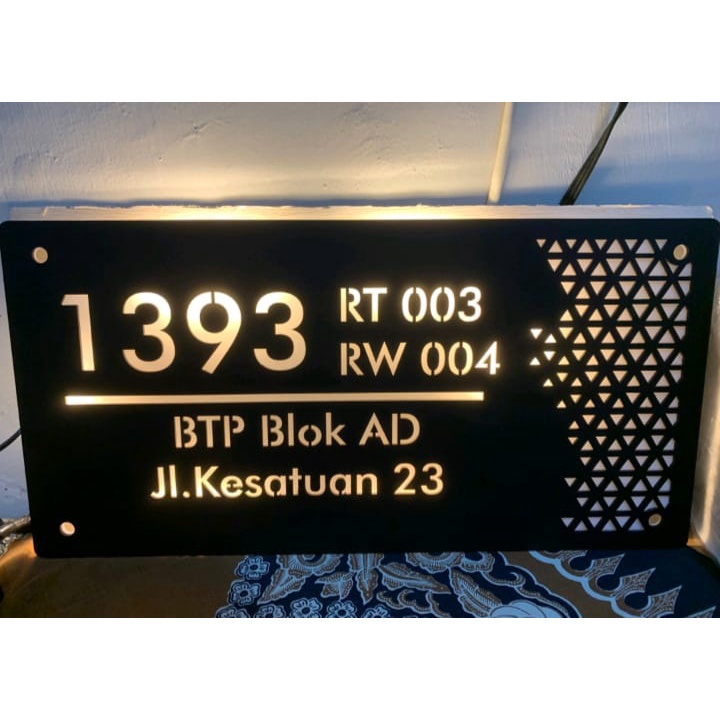 1393
RT 003
RW 004
BTP Blok AD
Jl.Kesatuan 23